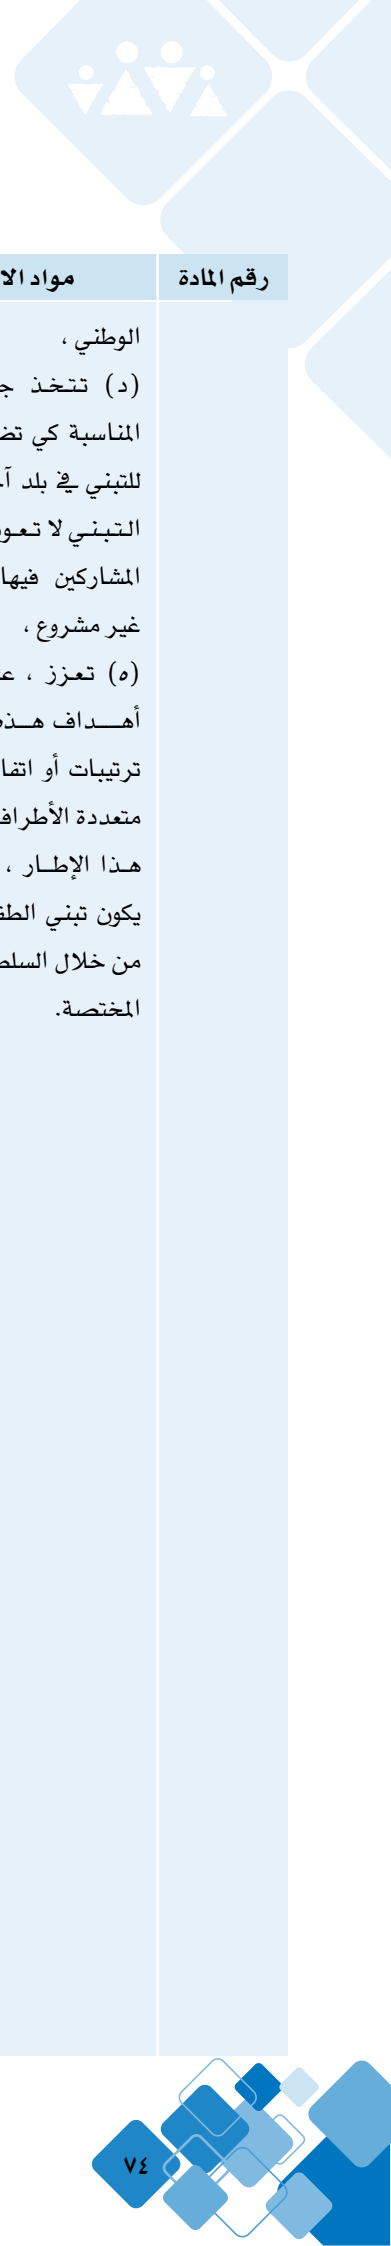 رقم المادة
مواد الا
الوطني ،
(د) تتخذ ج
المناسبة كي تض
للتبني في بلد آ
التبني لا تعو
المشاركين فيها
غير مشروع ،
(ه) تعزز ، ع
أهداف هذ
ترتيبات أو اتفا
متعددة الأطراف
هذا الإطار ،
يكون تبني الطف
من خلال السلط
المختصة.
٧٤